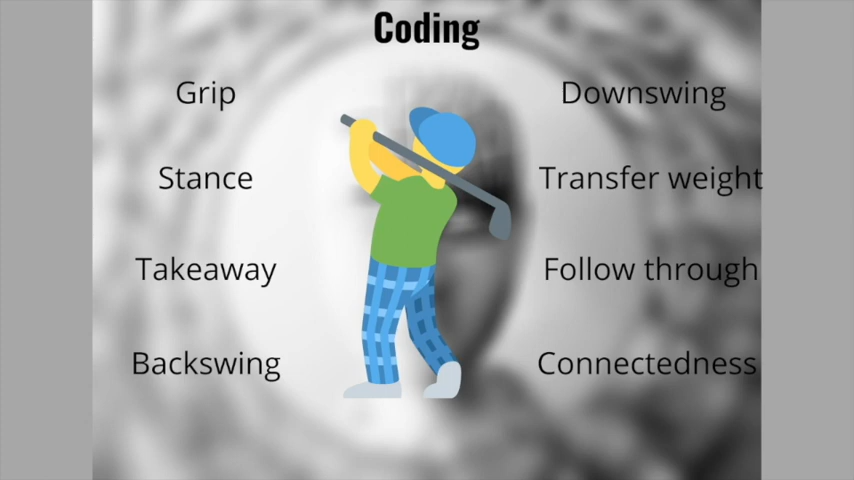 Coding
Grip
Stance
Takeaway
Backswing
Downswing
Transfer weight
Follow through
Connectedness